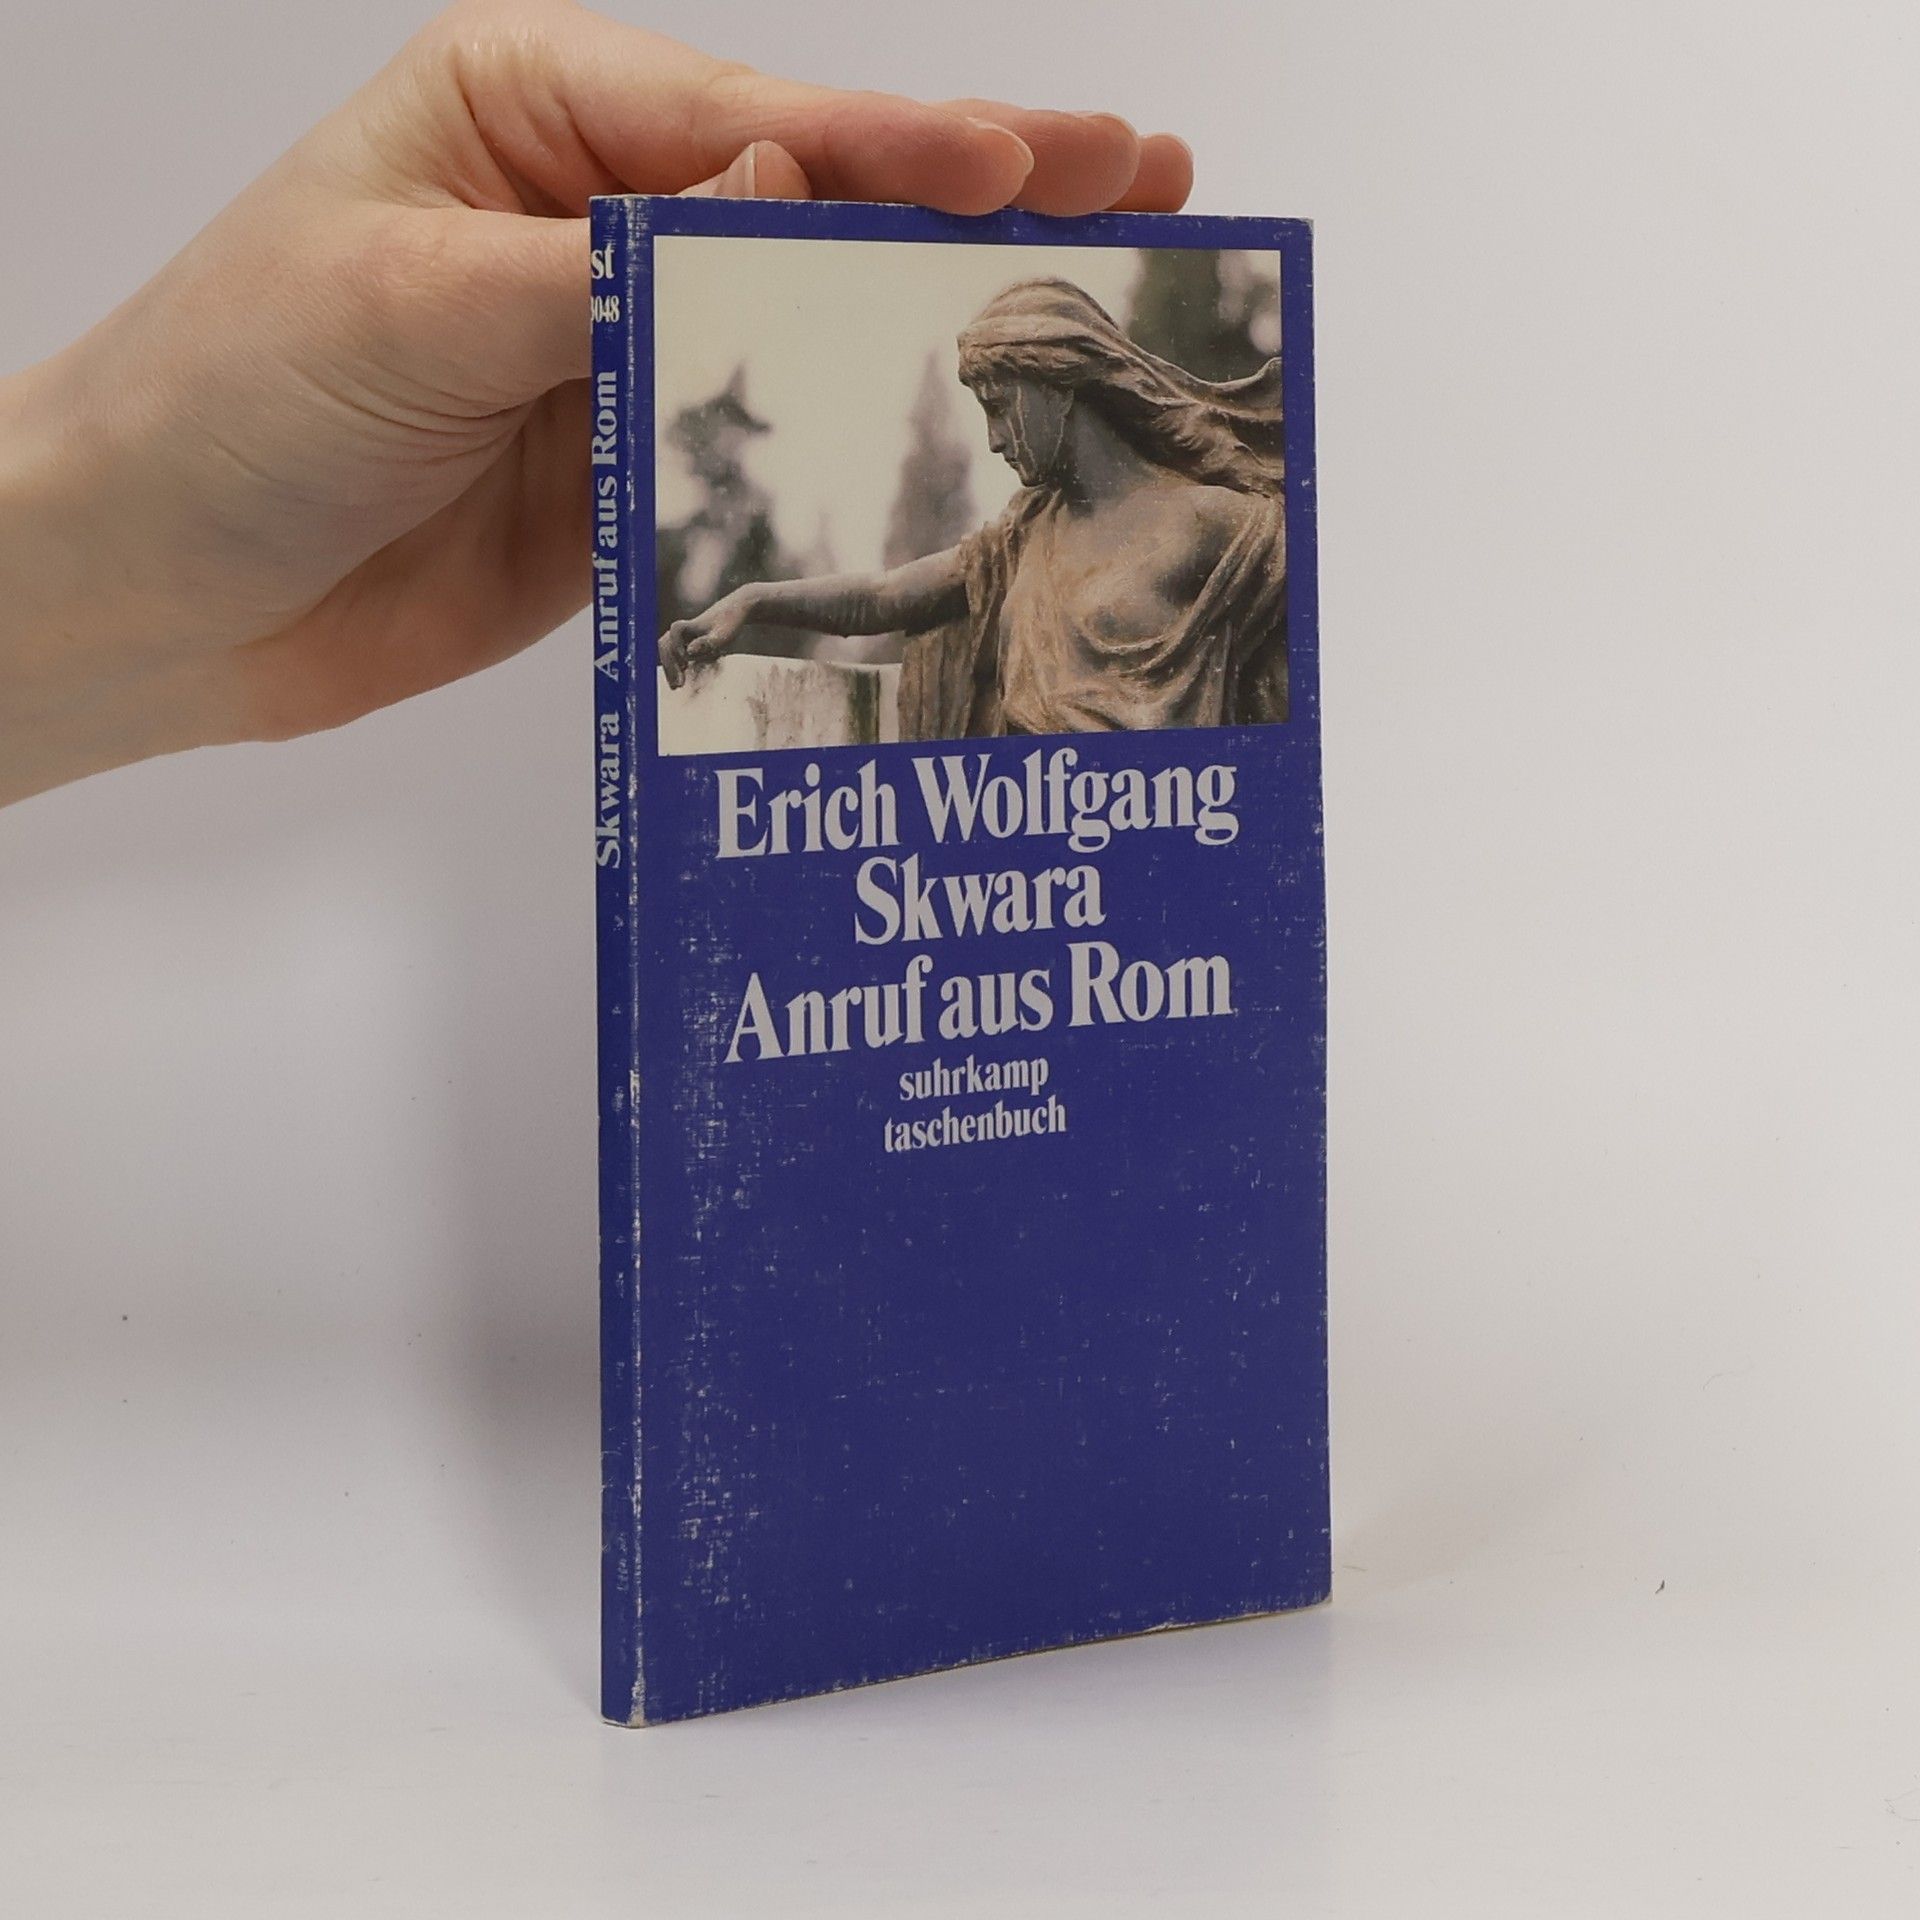 st
3048
Skwara Anruf aus Rom
Erich Wolfgang
Skwara
Anruf aus Rom
suhrkamp
taschenbuch